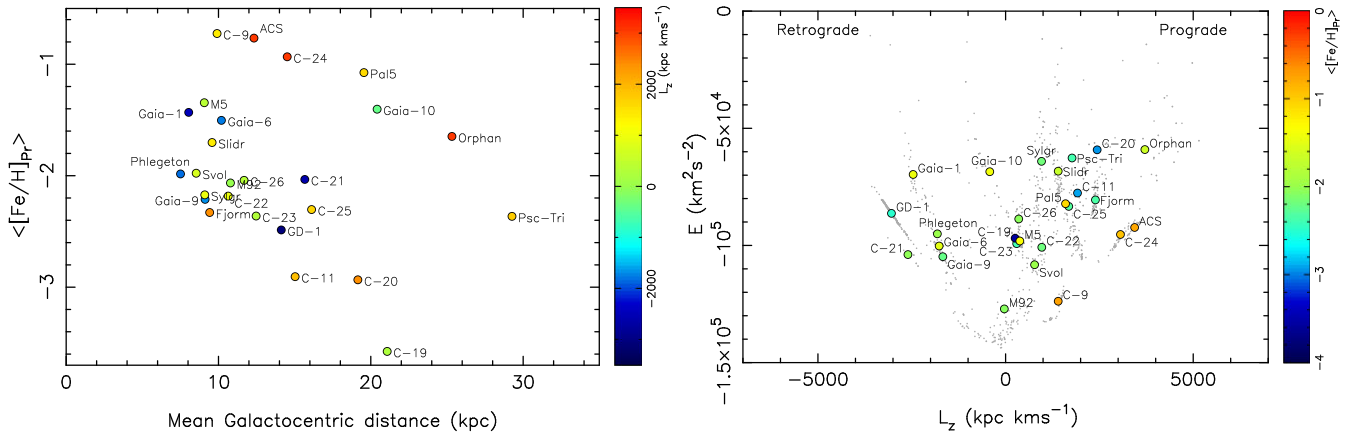 C-9
ACS
C-24
Pal5
M5
Gaia-1
Gaia-6
Gaia-10
Slidr
Orphan
Phlegeton
Svol
M92
C-26
C-21
Gaia-9
Sylgr
C-22
Fjorm
C-23
C-25
Psc-Tri
GD-1
C-11
C-20
C-19
-1
-2
-3
<[Fe/H]Pr>
0 10 20 30
Mean Galactocentric distance (kpc)
2000
0
-2000
Lz (kpc kms⁻¹)
Retrograde
Prograde
C-20
Orphan
Sylgr
Psc-Tri
Gaia-1
Gaia-10
Slidr
C-11
Pal5
Fjorm
C-25
GD-1
C-26
Phlegeton
ACS
C-19
M5
C-24
Gaia-6
C-23
C-22
C-21
Gaia-9
Svol
M92
C-9
0
-5×10⁴
-10⁵
-1.5×10⁵
E (km²s⁻²)
-5000 0 5000
Lz (kpc kms⁻¹)
0
-1
-2
-3
-4
<[Fe/H]Pr>